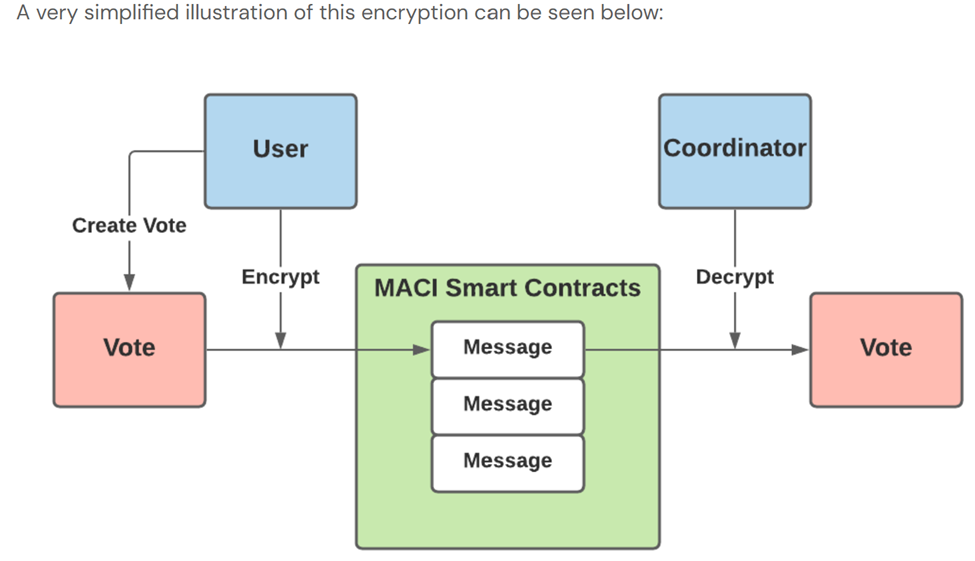 A very simplified illustration of this encryption can be seen below:
User
Coordinator
Create Vote
Encrypt
Decrypt
MACI Smart Contracts
Vote
Message
Vote
Message
Message